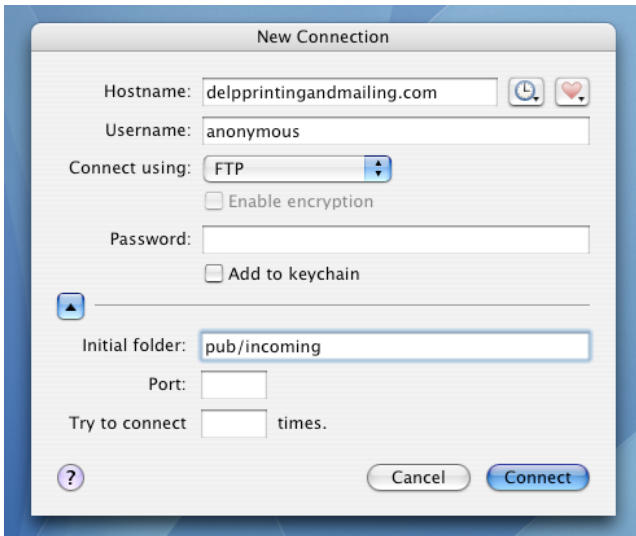 New Connection
Hostname: delpprintingandmailing.com
Username: anonymous
Connect using: FTP
Enable encryption
Password:
Add to keychain
Initial folder: pub/incoming
Port:
Try to connect times.
? Cancel Connect